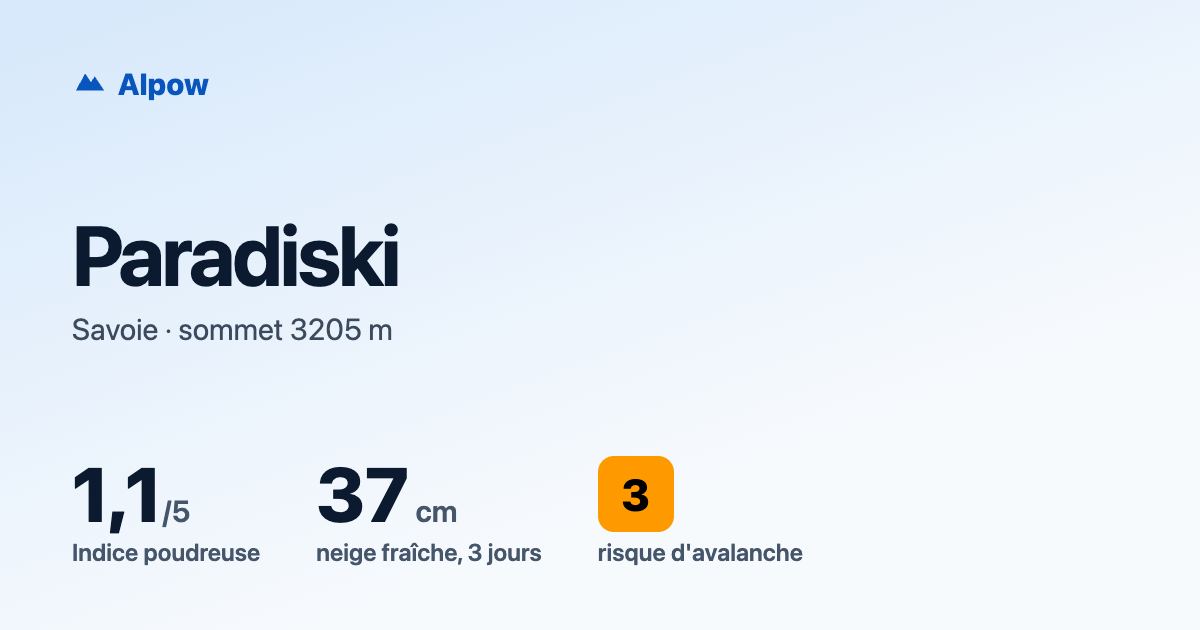 Alpow
Paradiski
Savoie · sommet 3205 m
1,1/5
Indice poudreuse
37 cm
neige fraîche, 3 jours
3
risque d'avalanche